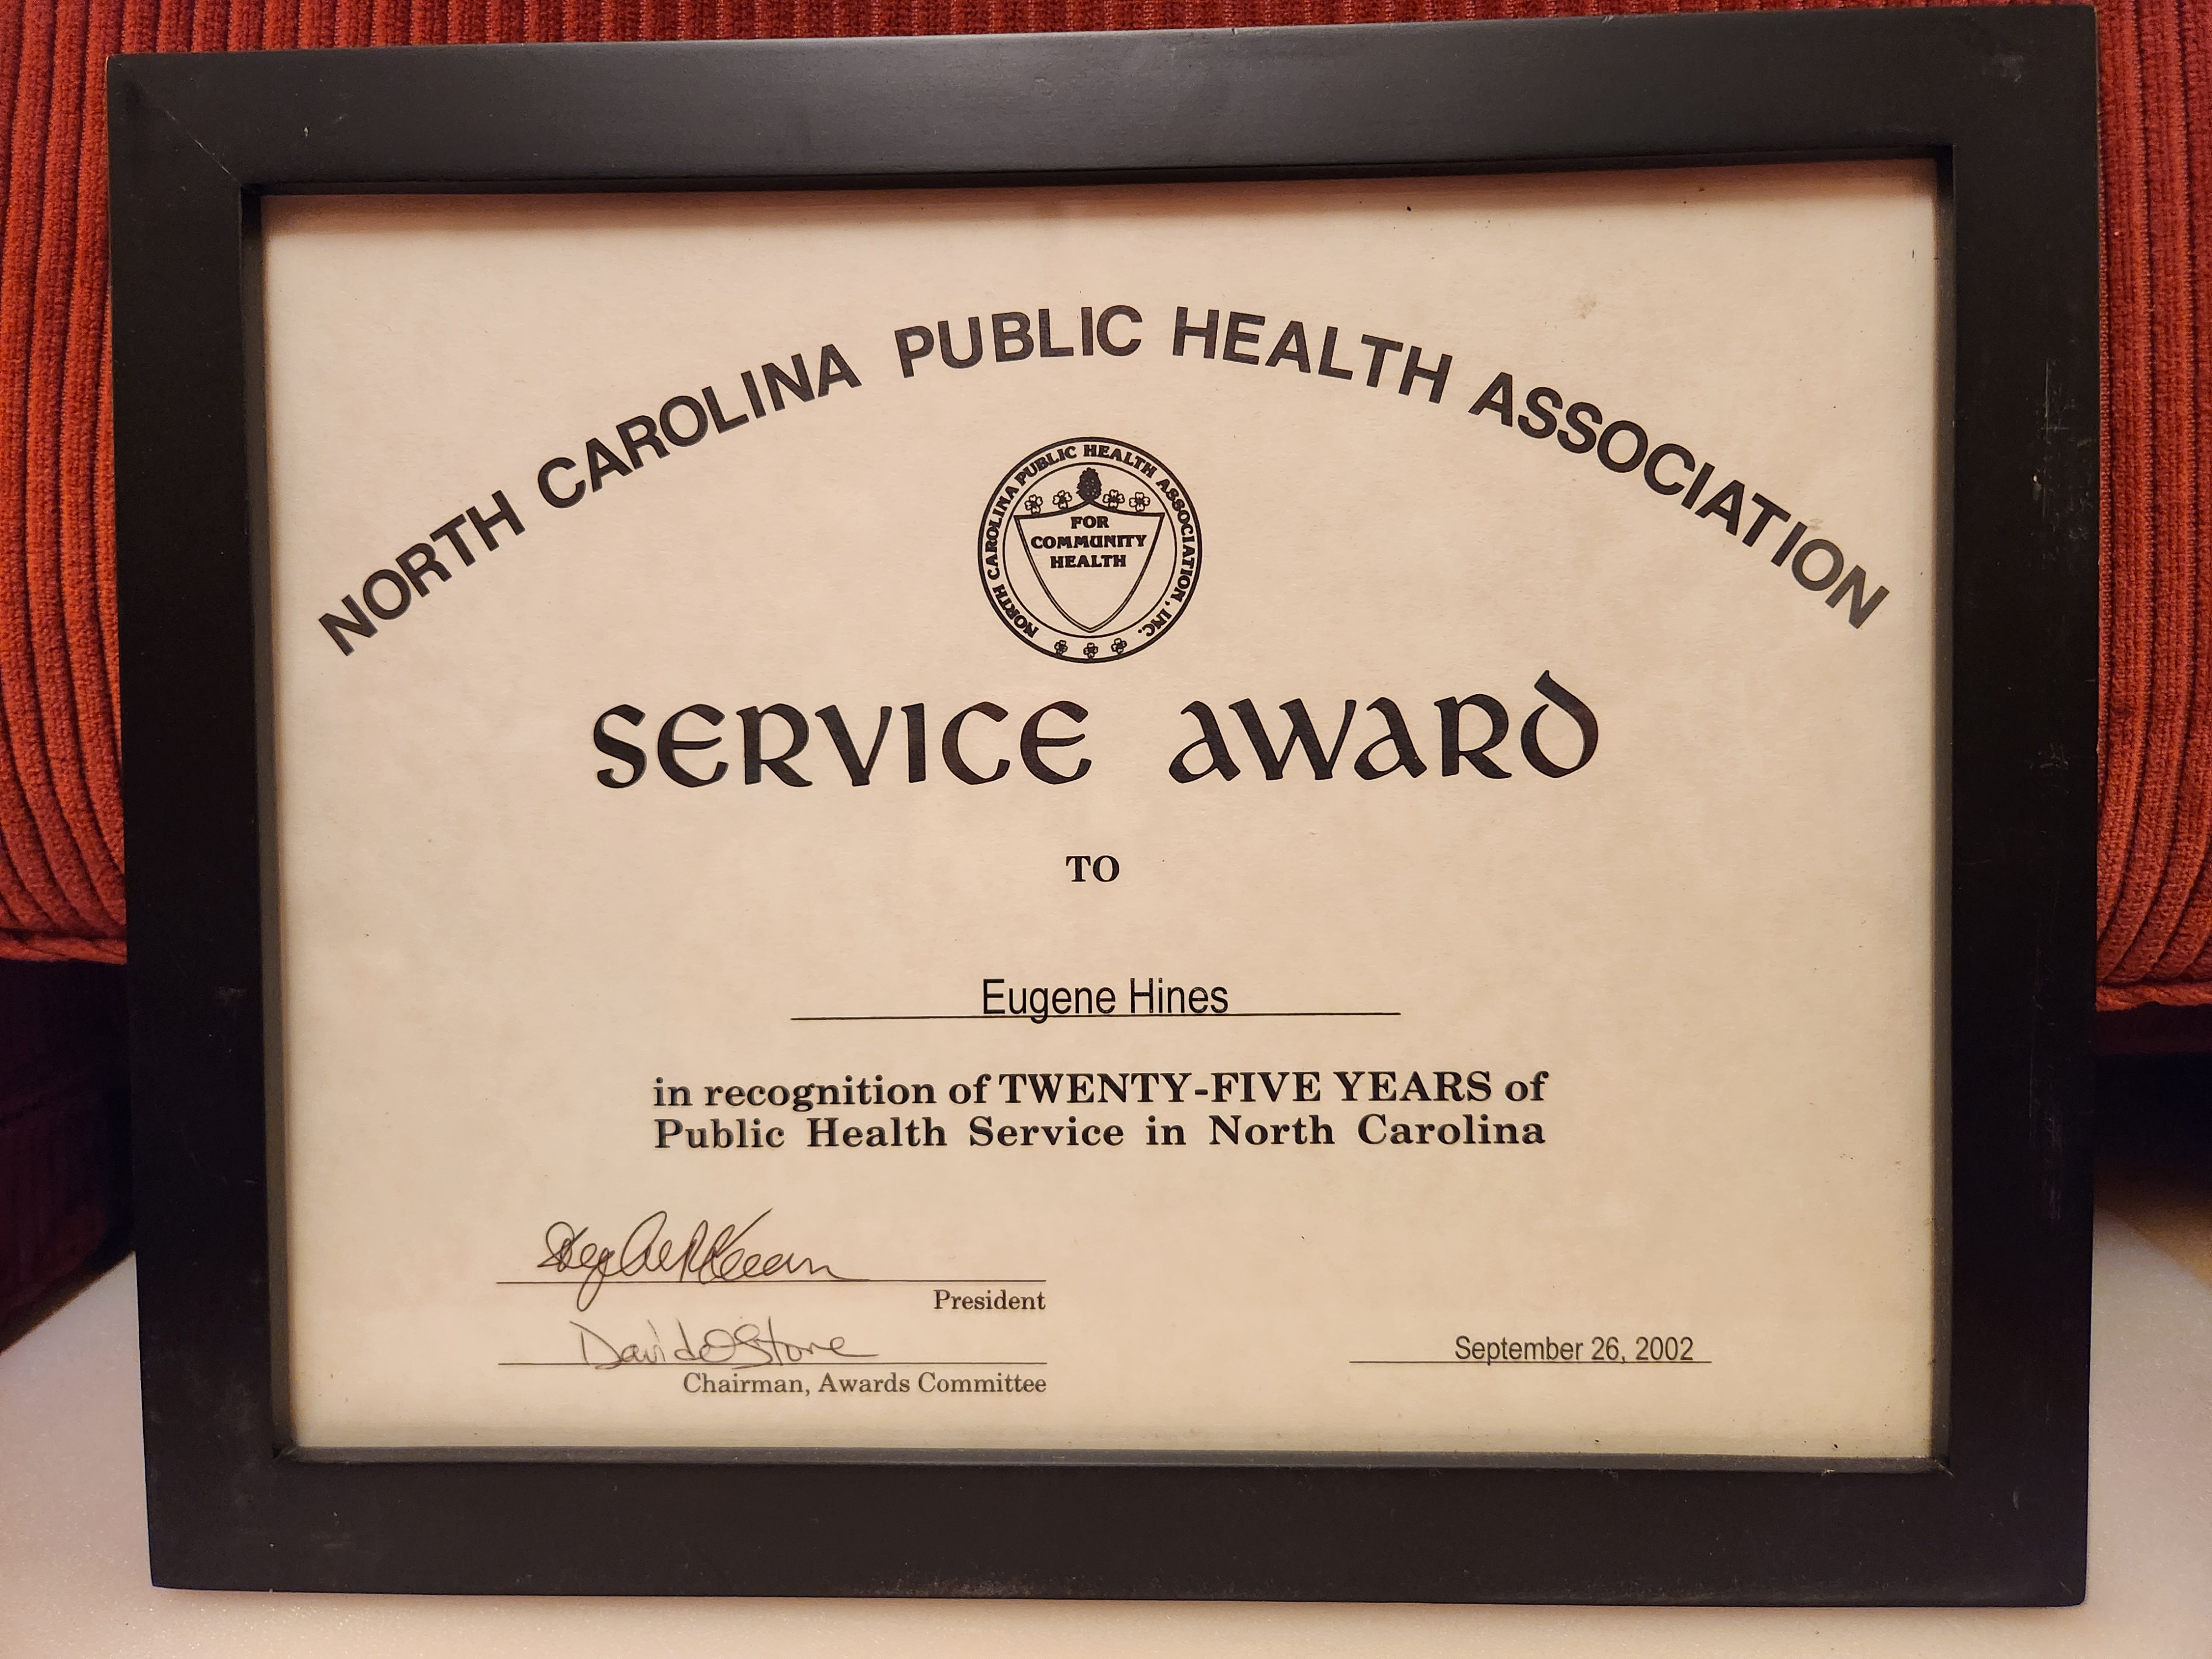 NORTH CAROLINA PUBLIC HEALTH ASSOCIATION
NORTH CAROLINA PUBLIC HEALTH ASSOCIATION, INC.
FOR
COMMUNITY
HEALTH
SERVICE AWARD
TO
Eugene Hines
in recognition of TWENTY-FIVE YEARS of
Public Health Service in North Carolina
President
David O Stone
Chairman, Awards Committee
September 26, 2002